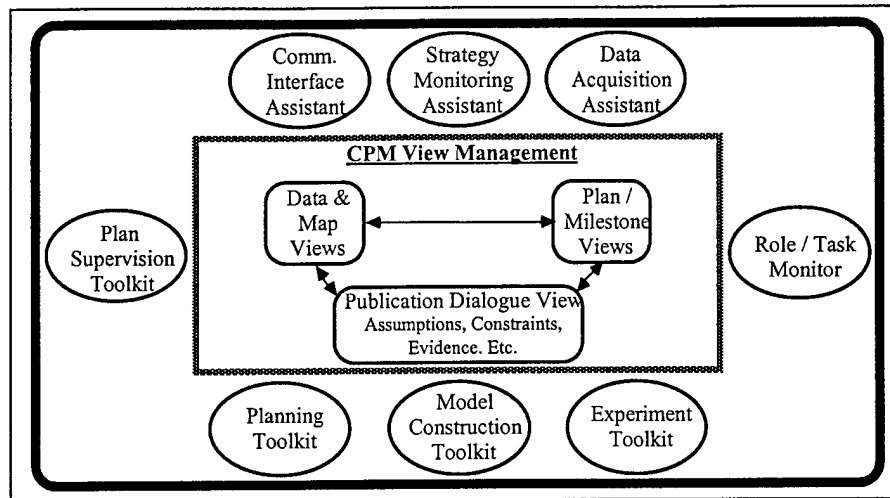 Comm.
Interface
Assistant
Strategy
Monitoring
Assistant
Data
Acquisition
Assistant
CPM View Management
Data &
Map
Views
Plan /
Milestone
Views
Plan
Supervision
Toolkit
Role / Task
Monitor
Publication Dialogue View
Assumptions, Constraints,
Evidence. Etc.
Planning
Toolkit
Model
Construction
Toolkit
Experiment
Toolkit